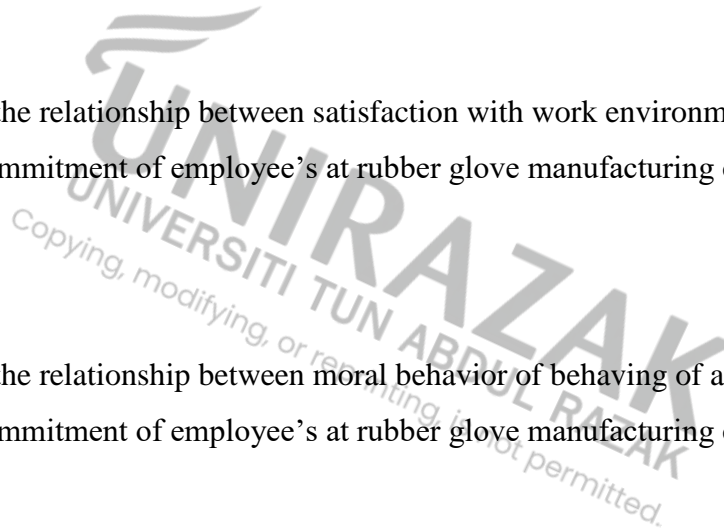 the relationship between satisfaction with work environm
mmitment of employee's at rubber glove manufacturing
the relationship between moral behavior of behaving of a
mmitment of employee's at rubber glove manufacturing
UNIRAZAK
UNIVERSITI TUN ABDUL RAZAK
Copying, modifying, or reprinting, is not permitted.